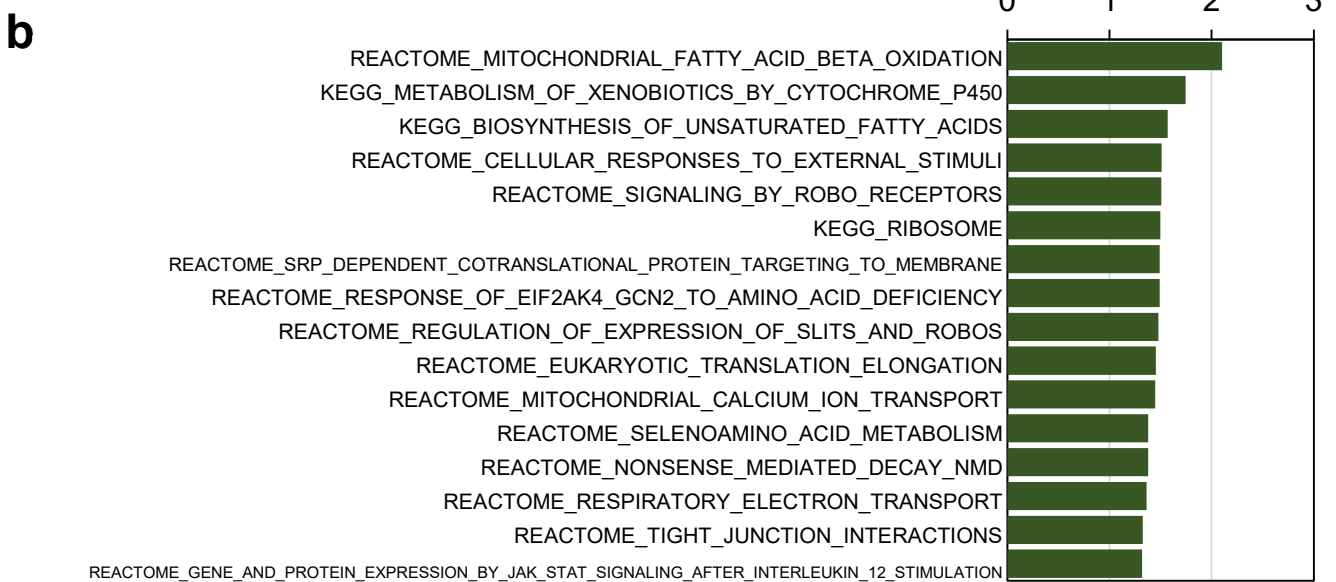 b
0 1 2 3
REACTOME_MITOCHONDRIAL_FATTY_ACID_BETA_OXIDATION
KEGG_METABOLISM_OF_XENOBIOTICS_BY_CYTOCHROME_P450
KEGG_BIOSYNTHESIS_OF_UNSATURATED_FATTY_ACIDS
REACTOME_CELLULAR_RESPONSES_TO_EXTERNAL_STIMULI
REACTOME_SIGNALING_BY_ROBO_RECEPTORS
KEGG_RIBOSOME
REACTOME_SRP_DEPENDENT_COTRANSLATIONAL_PROTEIN_TARGETING_TO_MEMBRANE
REACTOME_RESPONSE_OF_EIF2AK4_GCN2_TO_AMINO_ACID_DEFICIENCY
REACTOME_REGULATION_OF_EXPRESSION_OF_SLITS_AND_ROBOS
REACTOME_EUKARYOTIC_TRANSLATION_ELONGATION
REACTOME_MITOCHONDRIAL_CALCIUM_ION_TRANSPORT
REACTOME_SELENOAMINO_ACID_METABOLISM
REACTOME_NONSENSE_MEDIATED_DECAY_NMD
REACTOME_RESPIRATORY_ELECTRON_TRANSPORT
REACTOME_TIGHT_JUNCTION_INTERACTIONS
REACTOME_GENE_AND_PROTEIN_EXPRESSION_BY_JAK_STAT_SIGNALING_AFTER_INTERLEUKIN_12_STIMULATION